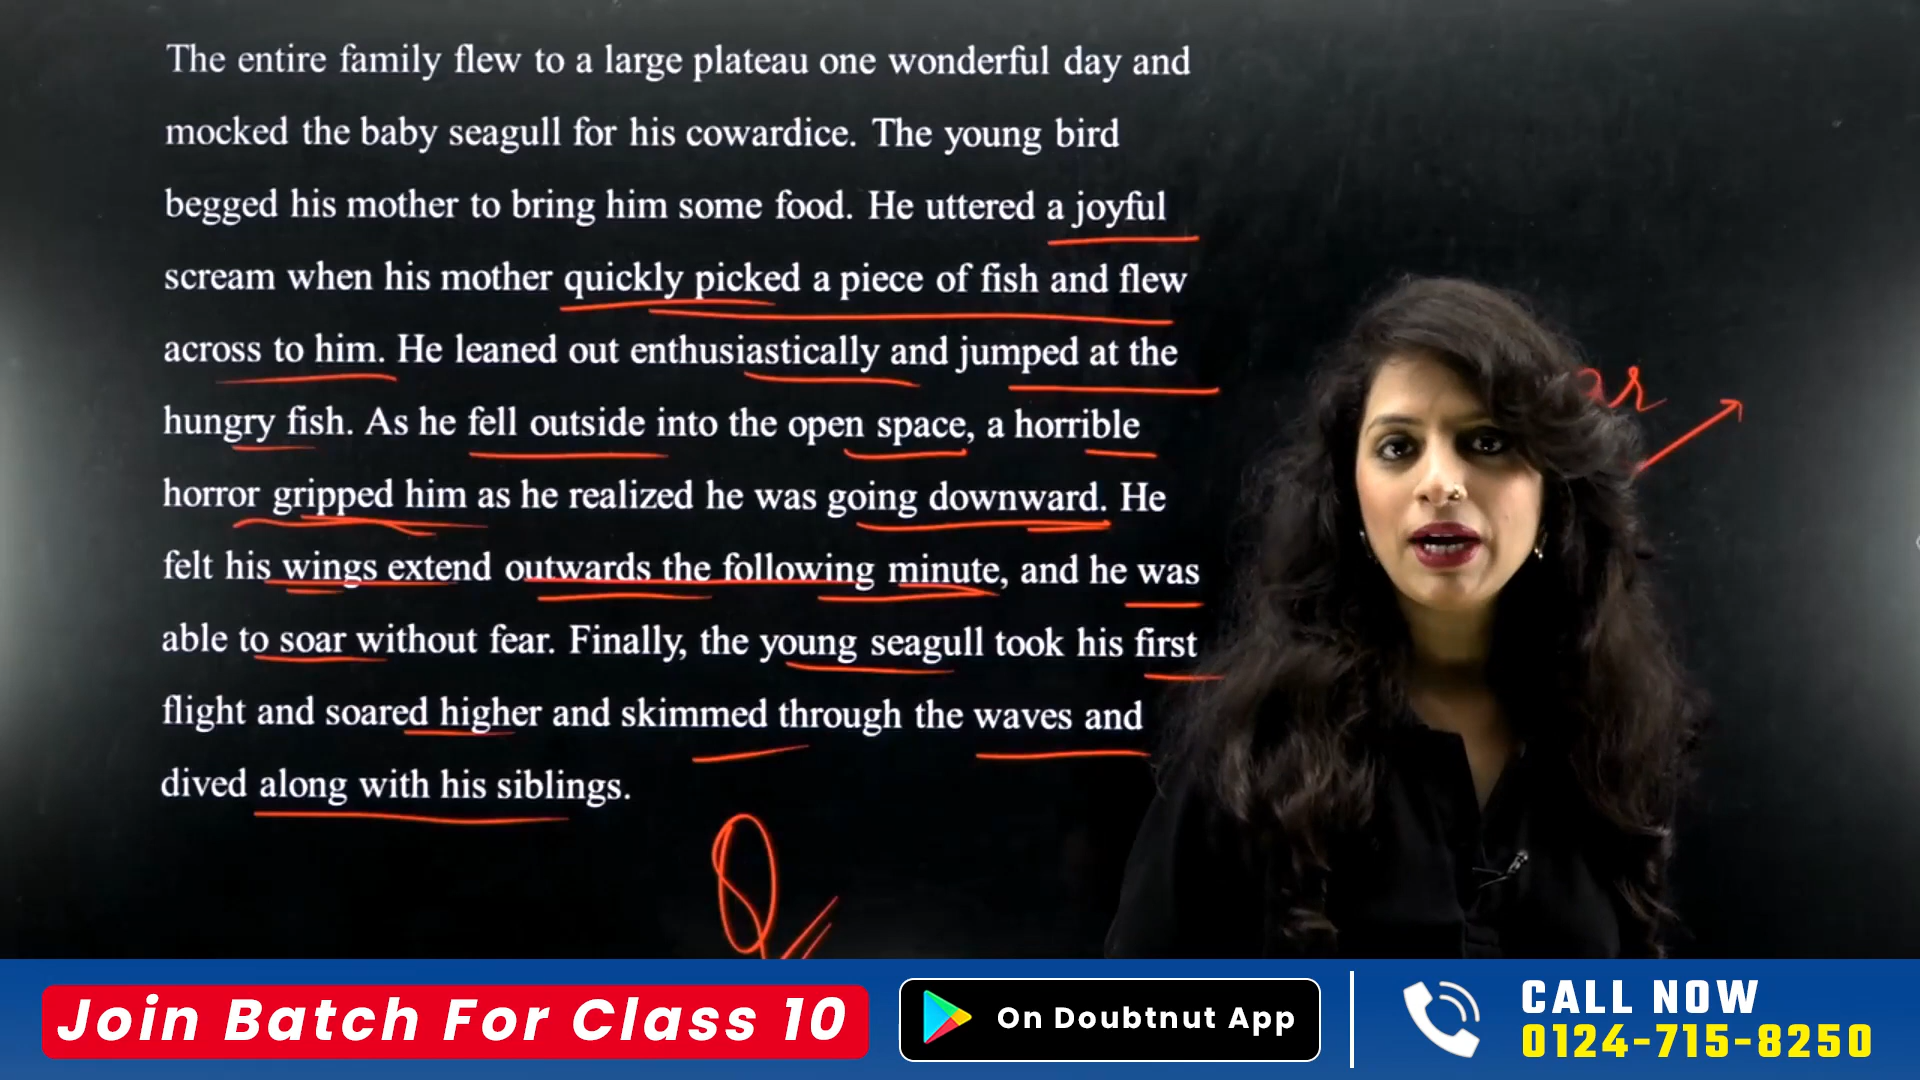 The entire family flew to a large plateau one wonderful day and
mocked the baby seagull for his cowardice. The young bird
begged his mother to bring him some food. He uttered a joyful
scream when his mother quickly picked a piece of fish and flew
across to him. He leaned out enthusiastically and jumped at the
hungry fish. As he fell outside into the open space, a horrible
horror gripped him as he realized he was going downward. He
felt his wings extend outwards the following minute, and he was
able to soar without fear. Finally, the young seagull took his first
flight and soared higher and skimmed through the waves and
dived along with his siblings.
Join Batch For Class 10
On Doubtnut App
CALL NOW
0124-715-8250